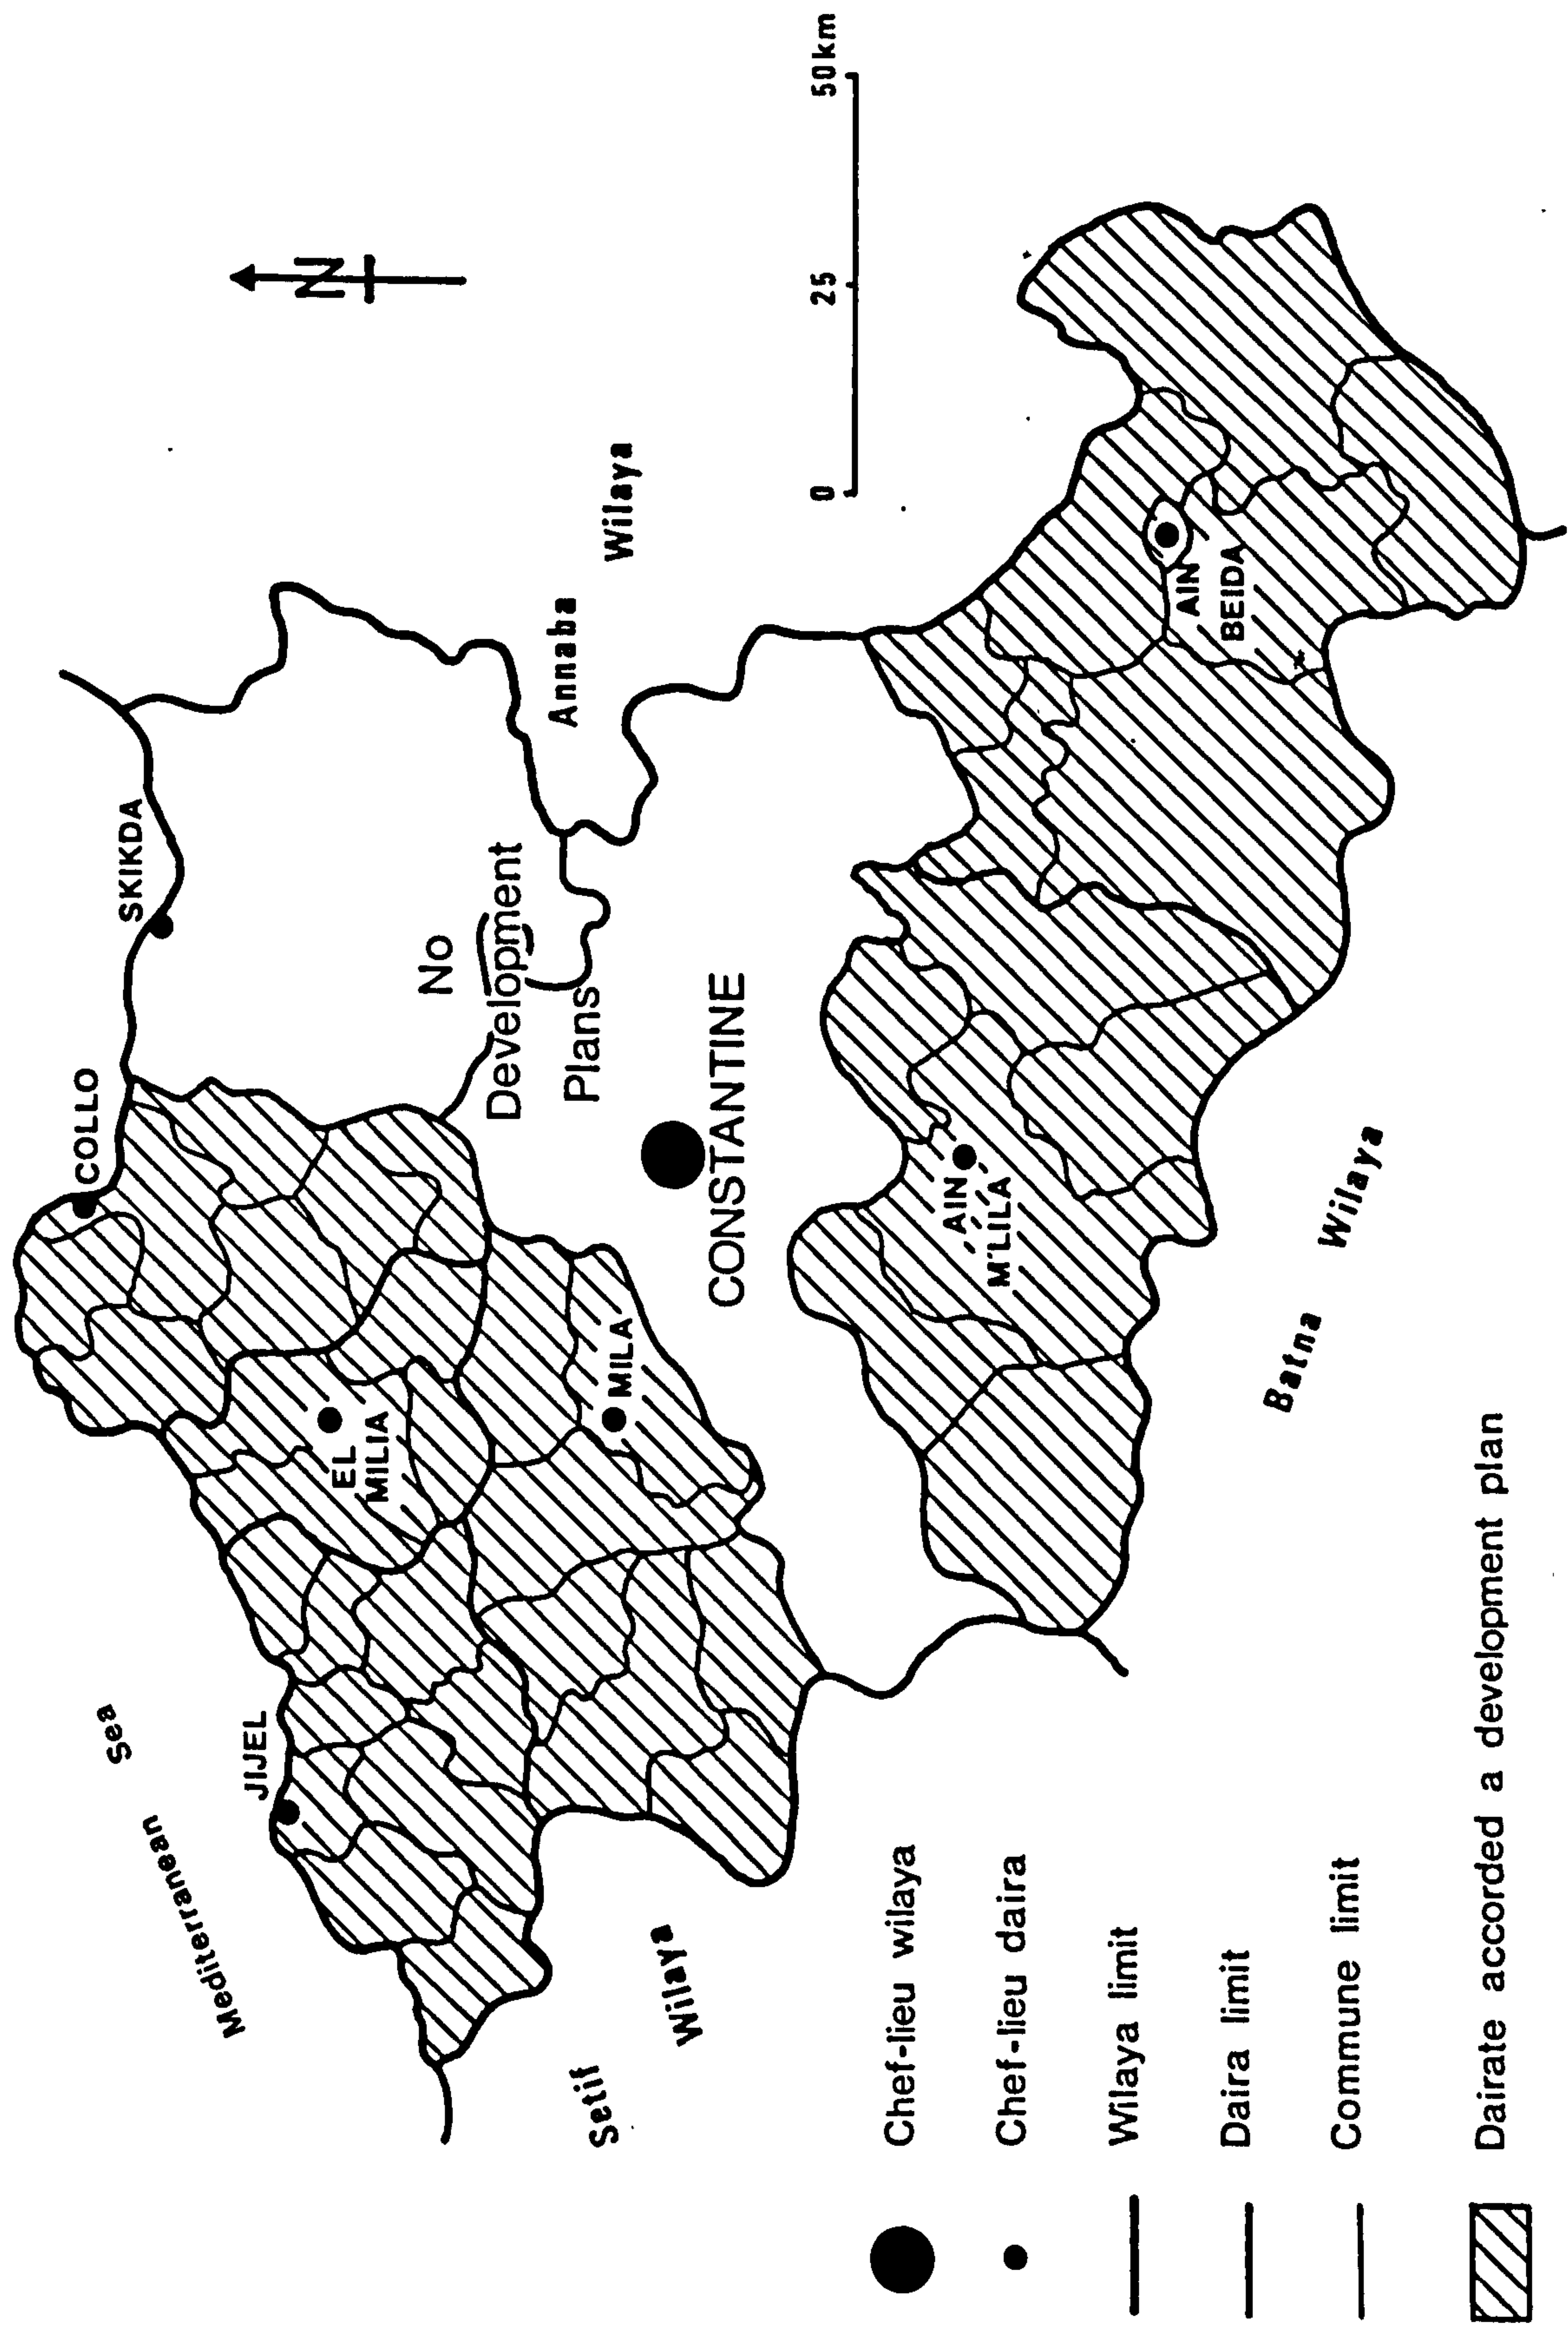 Mediterranean Sea
COLLO
SKIKDA
JIJEL
EL
MILIA
N
No
Development
Plans
Annaba Wilaya
MILA
Setif Wilaya
CONSTANTINE
0 25 50km
AIN
M'LILA
AIN
BEIDA
Batna Wilaya
Chef-lieu wilaya
Chef-lieu daira
Wilaya limit
Daira limit
Commune limit
Dairate accorded a development plan